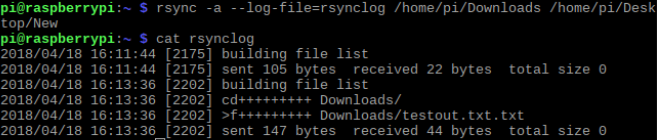 pi@raspberrypi:~ $ rsync -a --log-file=rsynclog /home/pi/Downloads /home/pi/Desk
top/New
pi@raspberrypi:~ $ cat rsynclog
2018/04/18 16:11:44 [2175] building file list
2018/04/18 16:11:44 [2175] sent 105 bytes  received 22 bytes  total size 0
2018/04/18 16:13:36 [2202] building file list
2018/04/18 16:13:36 [2202] cd+++++++++ Downloads/
2018/04/18 16:13:36 [2202] >f+++++++++ Downloads/testout.txt.txt
2018/04/18 16:13:36 [2202] sent 147 bytes  received 44 bytes  total size 0